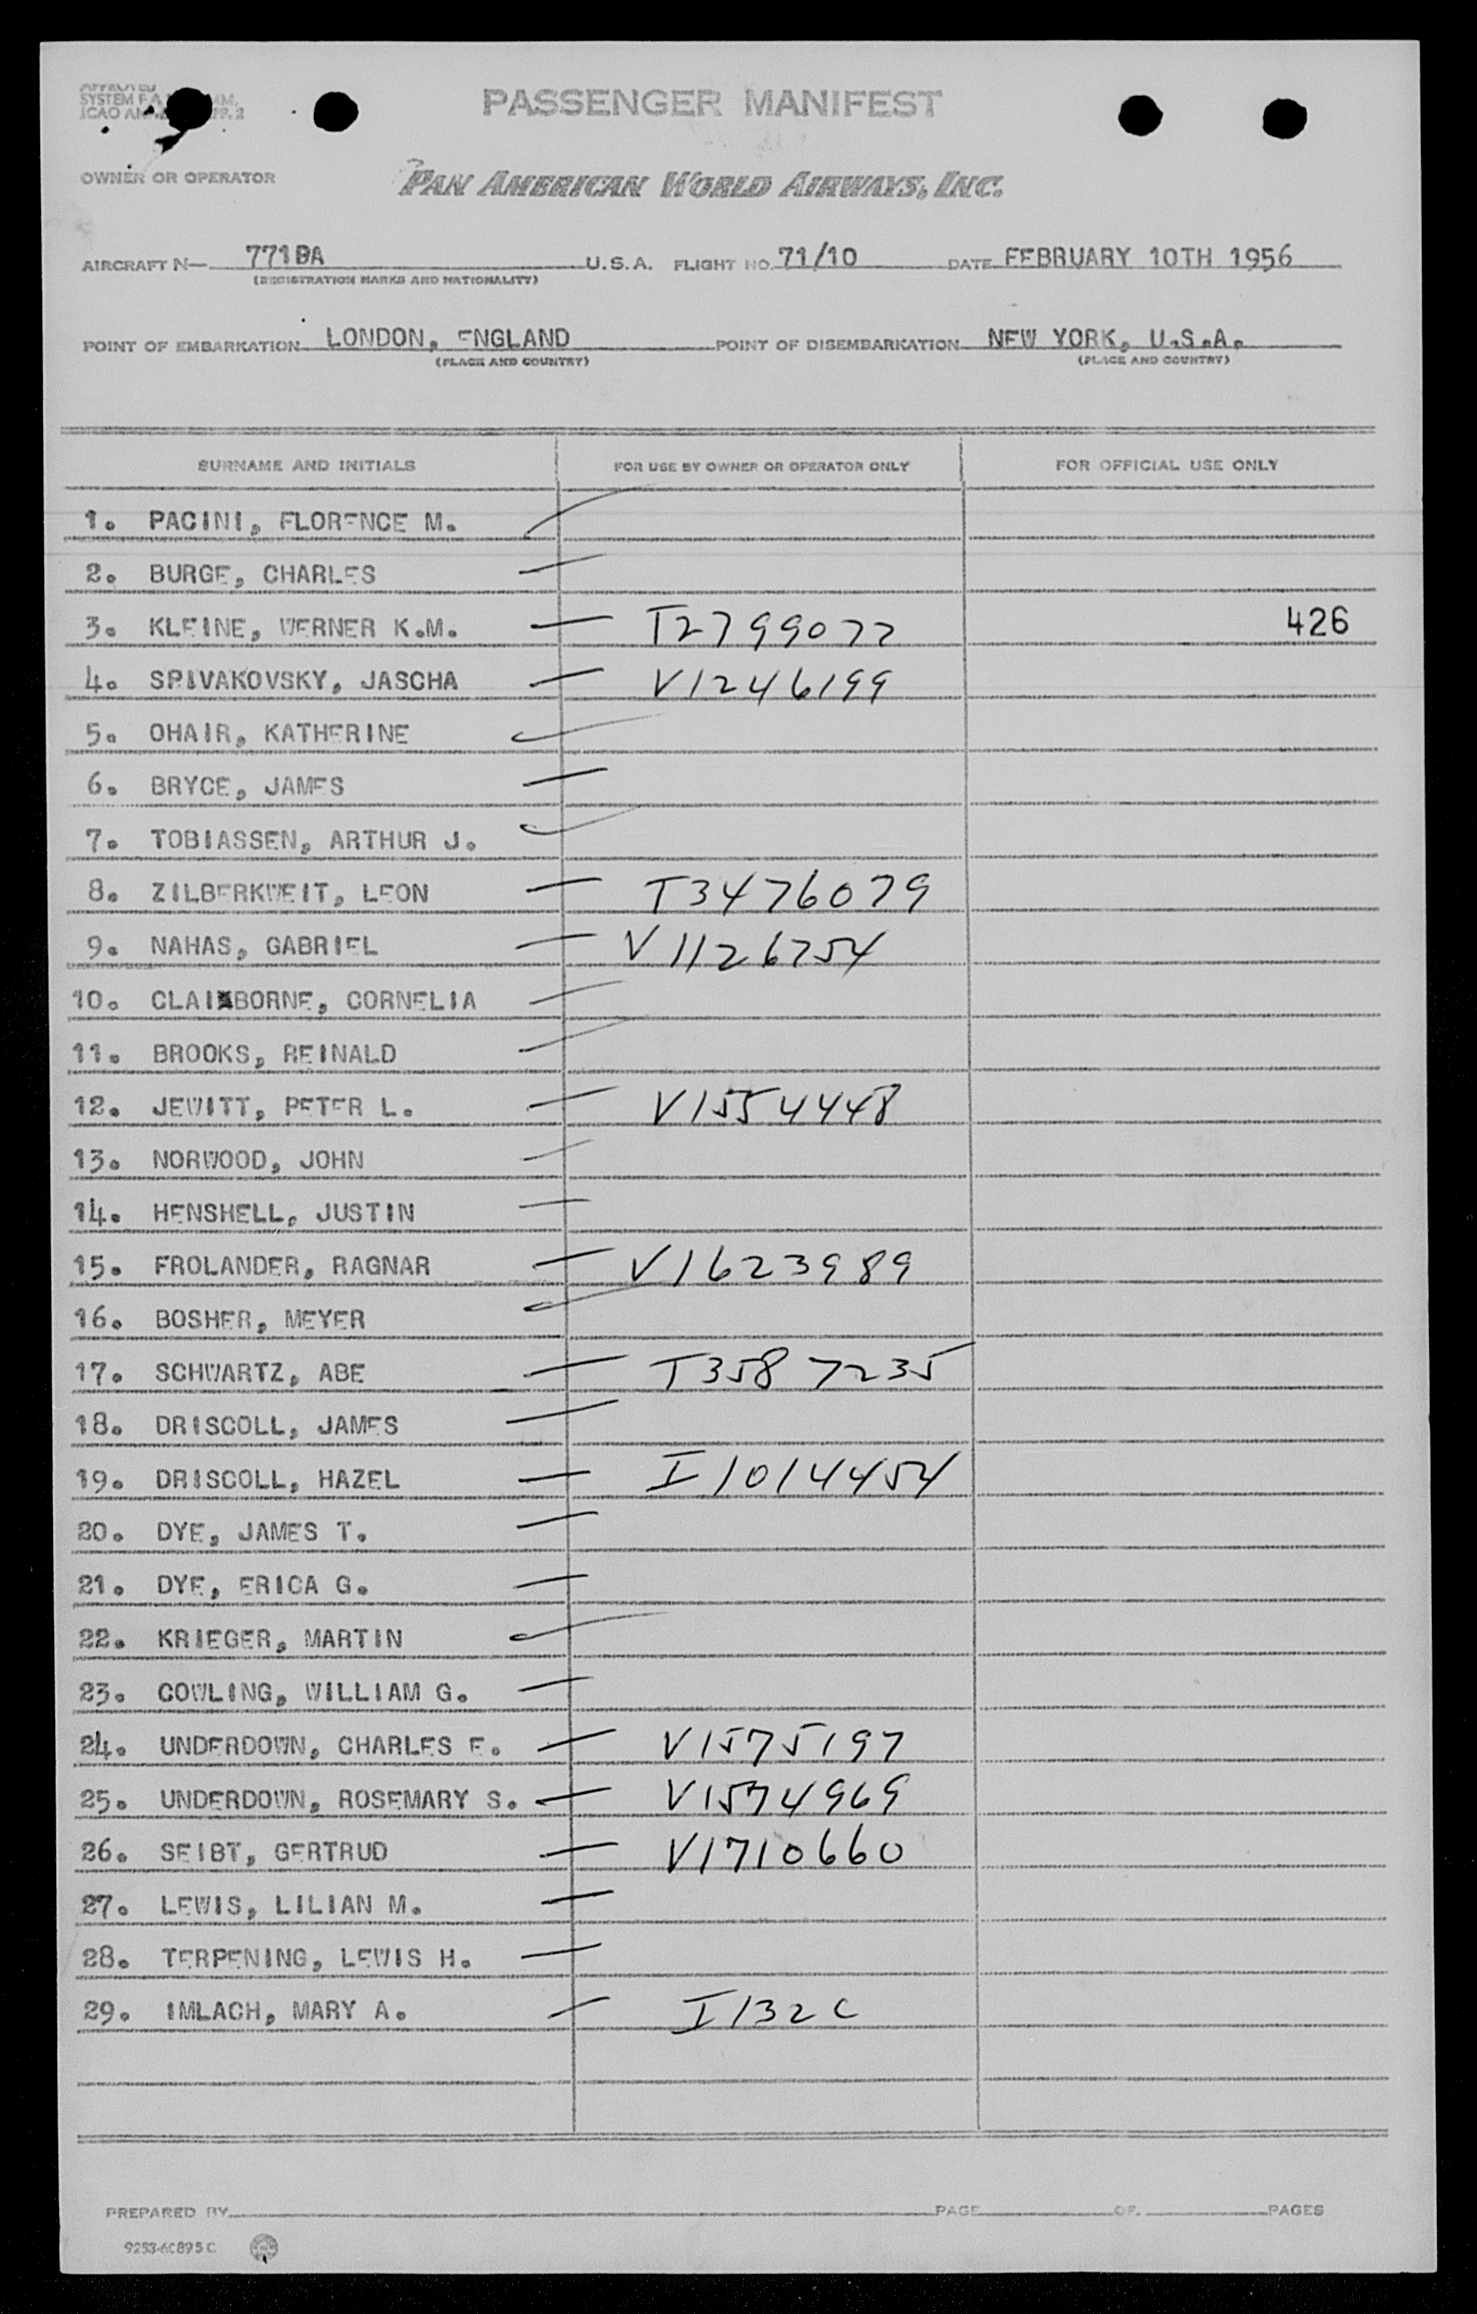 PASSENGER MANIFEST
OWNER OR OPERATOR
PAN AMERICAN WORLD AIRWAYS, INC.
AIRCRAFT N— 771PA U.S.A. FLIGHT NO. 71/10 DATE FEBRUARY 10TH 1956
(REGISTRATION MARKS AND NATIONALITY)
POINT OF EMBARKATION LONDON, ENGLAND POINT OF DISEMBARKATION NEW YORK, U.S.A.
(PLACE AND COUNTRY) (PLACE AND COUNTRY)
SURNAME AND INITIALS FOR USE BY OWNER OR OPERATOR ONLY FOR OFFICIAL USE ONLY
1. PACINI, FLORENCE M.
2. BURGE, CHARLES
3. KLEINE, WERNER K.M. — T2799077 426
4. SPIVAKOVSKY, JASCHA — V1246199
5. OHAIR, KATHERINE
6. BRYCE, JAMES —
7. TOBIASSEN, ARTHUR J.
8. ZILBERKWEIT, LEON — T3476079
9. NAHAS, GABRIEL — V1126754
10. CLAIBORNE, CORNELIA —
11. BROOKS, REINALD
12. JEWITT, PETER L. — V1554448
13. NORWOOD, JOHN —
14. HENSHELL, JUSTIN —
15. FROLANDER, RAGNAR — V1623989
16. BOSHER, MEYER
17. SCHWARTZ, ABE — T3587235
18. DRISCOLL, JAMES —
19. DRISCOLL, HAZEL — I1014454
20. DYE, JAMES T. —
21. DYE, ERICA G. —
22. KRIEGER, MARTIN
23. COWLING, WILLIAM G. —
24. UNDERDOWN, CHARLES E. — V1575197
25. UNDERDOWN, ROSEMARY S. — V1574969
26. SEIBT, GERTRUD — V1710660
27. LEWIS, LILIAN M. —
28. TERPENING, LEWIS H. —
29. IMLACH, MARY A. — I132C
PREPARED BY PAGE OF PAGES
9253-6C895C